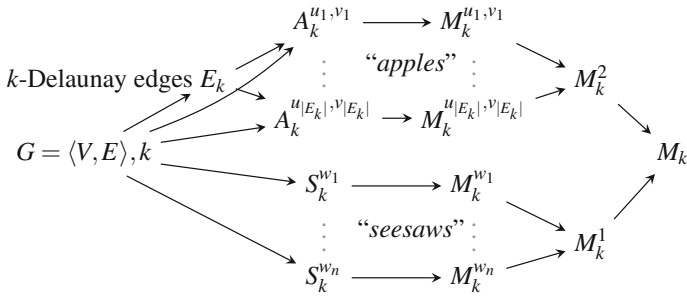 A_k^{u_1,v_1} M_k^{u_1,v_1}
k-Delaunay edges E_k “apples” M_k^2
A_k^{u_{|E_k|},v_{|E_k|}} M_k^{u_{|E_k|},v_{|E_k|}}
G = ⟨V,E⟩,k M_k
S_k^{w_1} M_k^{w_1}
“seesaws” M_k^1
S_k^{w_n} M_k^{w_n}